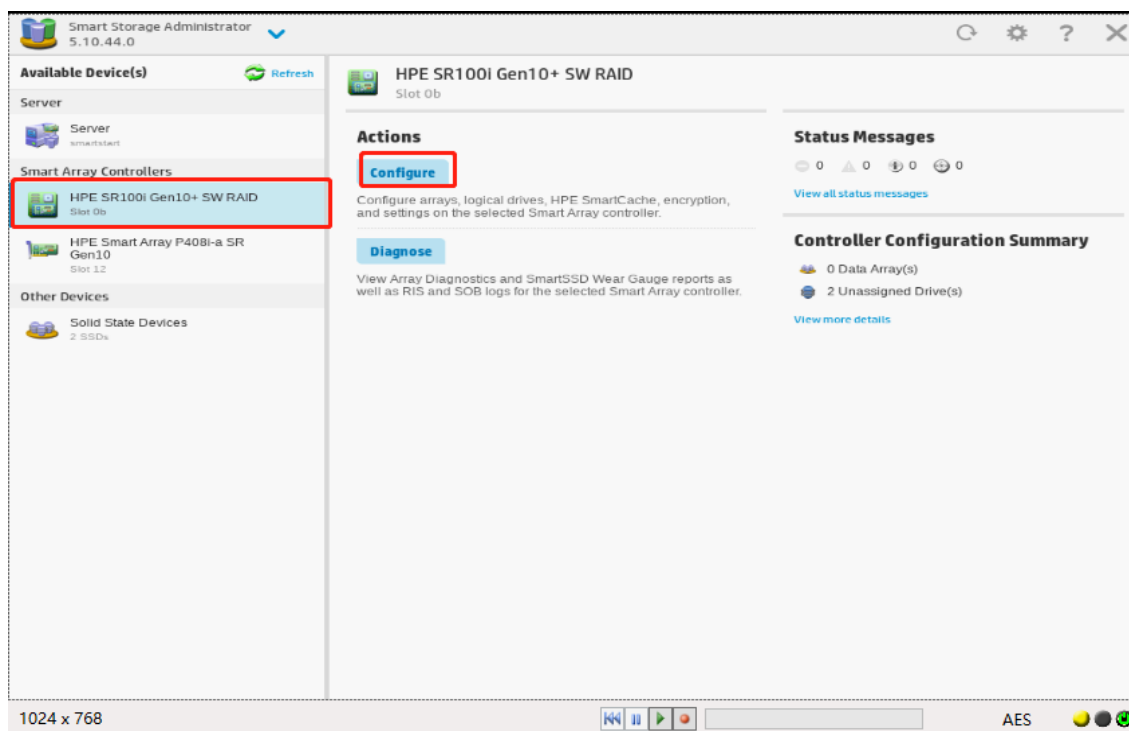 Smart Storage Administrator
5.10.44.0
Available Device(s)
Refresh
Server
Server
smartstart
Smart Array Controllers
HPE SR100i Gen10+ SW RAID
Slot 0b
HPE Smart Array P408i-a SR
Gen10
Slot 12
Other Devices
Solid State Devices
2 SSDs
HPE SR100i Gen10+ SW RAID
Slot 0b
Actions
Configure
Configure arrays, logical drives, HPE SmartCache, encryption,
and settings on the selected Smart Array controller.
Diagnose
View Array Diagnostics and SmartSSD Wear Gauge reports as
well as RIS and SOB logs for the selected Smart Array controller.
Status Messages
0 0 0 0
View all status messages
Controller Configuration Summary
0 Data Array(s)
2 Unassigned Drive(s)
View more details
1024 x 768
AES